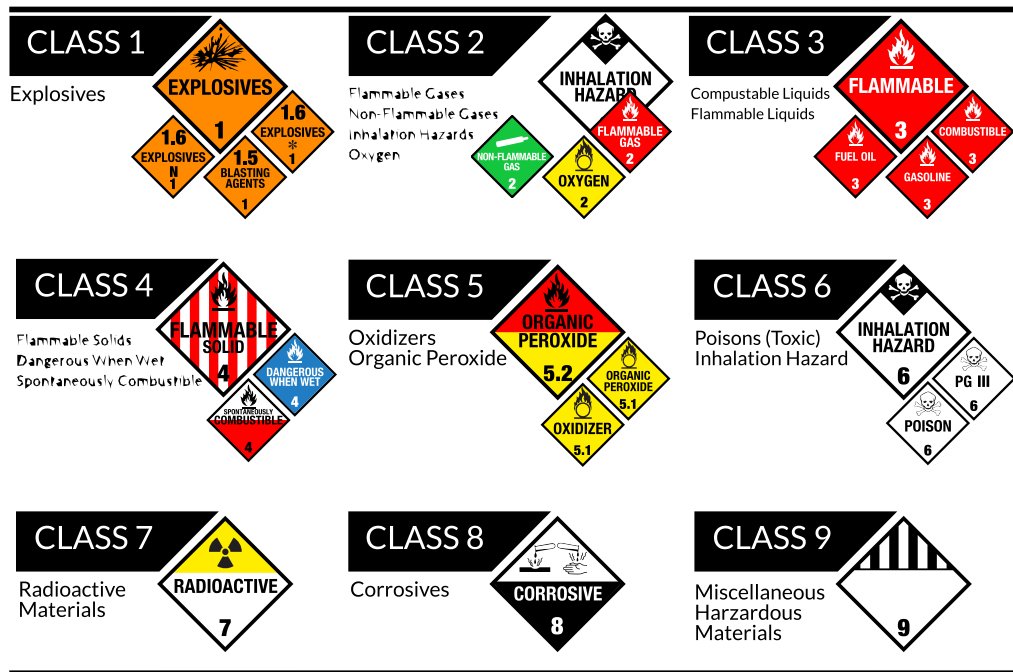 CLASS 1
Explosives
EXPLOSIVES
1
1.6
EXPLOSIVES
N
1
1.5
BLASTING
AGENTS
1
1.6
EXPLOSIVES
*
1
CLASS 2
Flammable Gases
Non-Flammable Gases
Inhalation Hazards
Oxygen
INHALATION
HAZARD
NON-FLAMMABLE
GAS
2
OXYGEN
2
FLAMMABLE
GAS
2
CLASS 3
Compustable Liquids
Flammable Liquids
FLAMMABLE
3
FUEL OIL
3
GASOLINE
3
COMBUSTIBLE
3
CLASS 4
Flammable Solids
Dangerous When Wet
Spontaneously Combustible
FLAMMABLE
SOLID
4
DANGEROUS
WHEN WET
4
SPONTANEOUSLY
COMBUSTIBLE
4
CLASS 5
Oxidizers
Organic Peroxide
ORGANIC
PEROXIDE
5.2
ORGANIC
PEROXIDE
5.1
OXIDIZER
5.1
CLASS 6
Poisons (Toxic)
Inhalation Hazard
INHALATION
HAZARD
6
PG III
6
POISON
6
CLASS 7
Radioactive
Materials
RADIOACTIVE
7
CLASS 8
Corrosives
CORROSIVE
8
CLASS 9
Miscellaneous
Harzardous
Materials
9